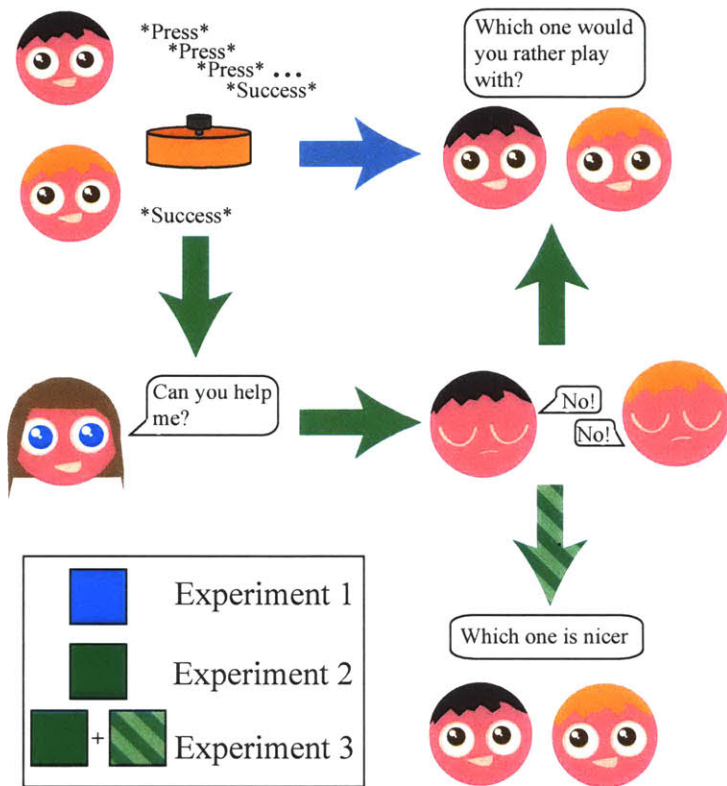 *Press*
*Press*
*Press* ...
*Success*
*Success*
Which one would
you rather play
with?
Can you help
me?
No!
No!
Which one is nicer
Experiment 1
Experiment 2
+
Experiment 3